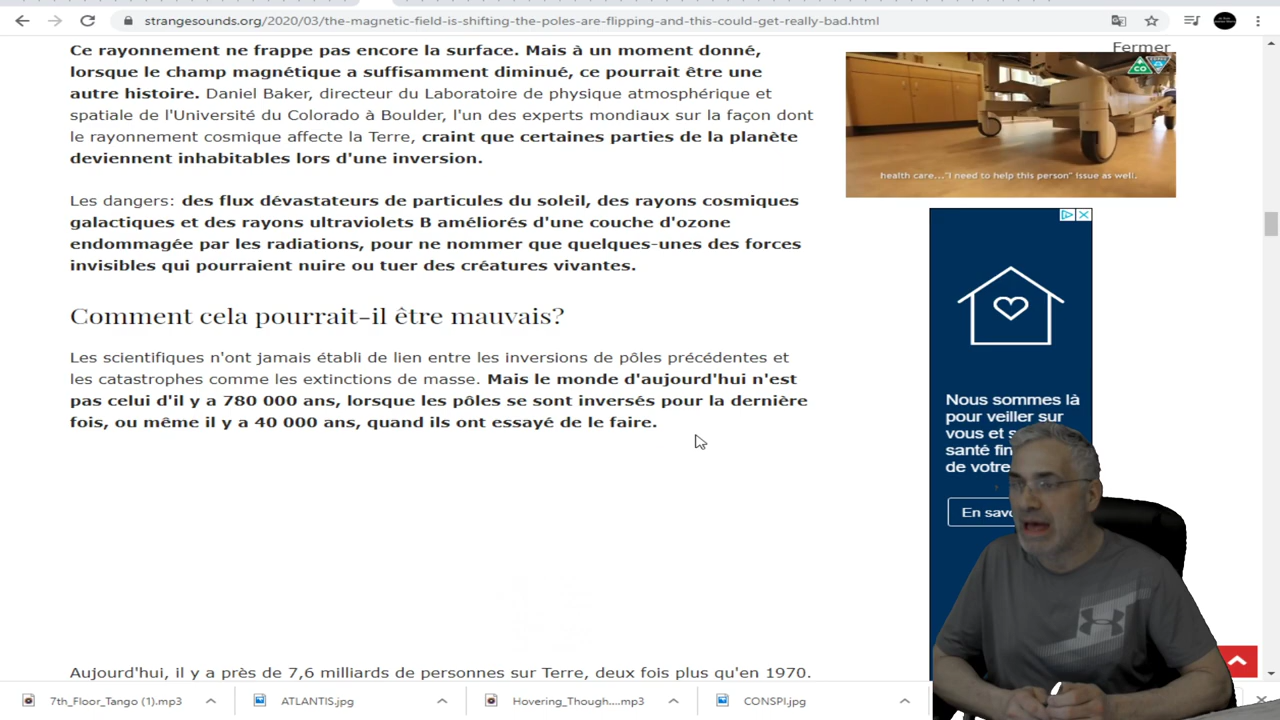 strangesounds.org/2020/03/the-magnetic-field-is-shifting-the-poles-are-flipping-and-this-could-get-really-bad.html
Fermer
Ce rayonnement ne frappe pas encore la surface. Mais à un moment donné,
lorsque le champ magnétique a suffisamment diminué, ce pourrait être une
autre histoire. Daniel Baker, directeur du Laboratoire de physique atmosphérique et
spatiale de l'Université du Colorado à Boulder, l'un des experts mondiaux sur la façon dont
le rayonnement cosmique affecte la Terre, craint que certaines parties de la planète
deviennent inhabitables lors d'une inversion.
Les dangers: des flux dévastateurs de particules du soleil, des rayons cosmiques
galactiques et des rayons ultraviolets B améliorés d'une couche d'ozone
endommagée par les radiations, pour ne nommer que quelques-unes des forces
invisibles qui pourraient nuire ou tuer des créatures vivantes.
Comment cela pourrait-il être mauvais?
Les scientifiques n'ont jamais établi de lien entre les inversions de pôles précédentes et
les catastrophes comme les extinctions de masse. Mais le monde d'aujourd'hui n'est
pas celui d'il y a 780 000 ans, lorsque les pôles se sont inversés pour la dernière
fois, ou même il y a 40 000 ans, quand ils ont essayé de le faire.
Aujourd'hui, il y a près de 7,6 milliards de personnes sur Terre, deux fois plus qu'en 1970.
CO
health care..."I need to help this person" issue as well.
Nous sommes là
pour veiller sur
vous et
santé
de votre
En
7th_Floor_Tango (1).mp3
ATLANTIS.jpg
Hovering_Though....mp3
CONSPI.jpg